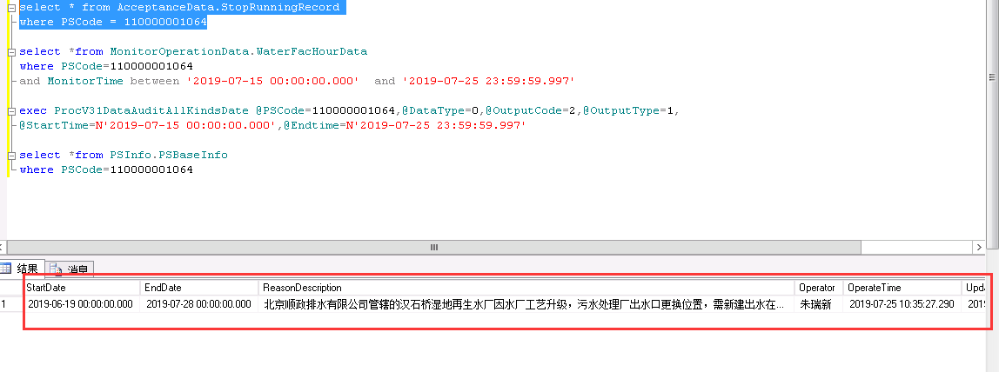 select * from AcceptanceData.StopRunningRecord
where PSCode = 110000001064
select *from MonitorOperationData.WaterFacHourData
where PSCode=110000001064
and MonitorTime between '2019-07-15 00:00:00.000'  and '2019-07-25 23:59:59.997'
exec ProcV31DataAuditAllKindsDate @PSCode=110000001064,@DataType=0,@OutputCode=2,@OutputType=1,
@StartTime=N'2019-07-15 00:00:00.000',@Endtime=N'2019-07-25 23:59:59.997'
select *from PSInfo.PSBaseInfo
where PSCode=110000001064
结果 消息
StartDate EndDate ReasonDescription Operator OperateTime Upda
1 2019-06-19 00:00:00.000 2019-07-28 00:00:00.000 北京顺政排水有限公司管辖的汉石桥湿地再生水厂因水厂工艺升级，污水处理厂出水口更换位置，需新建出水在... 朱瑞新 2019-07-25 10:35:27.290 2019